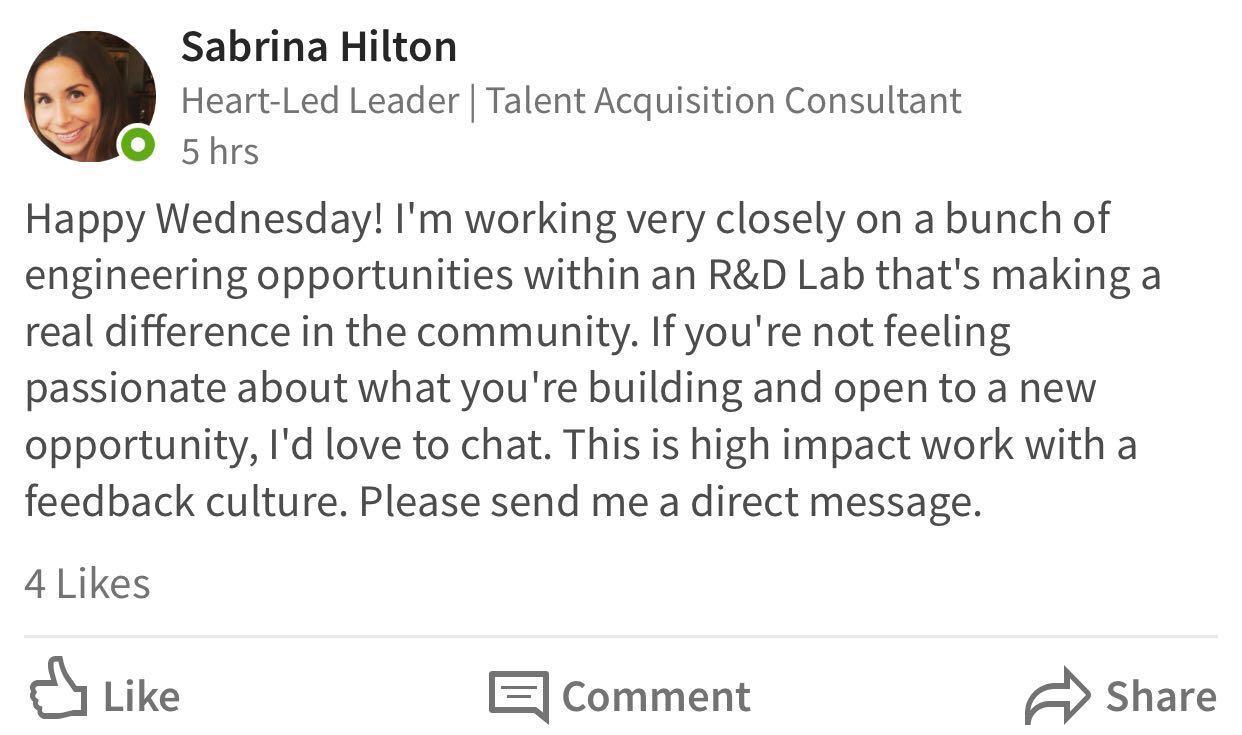 Sabrina Hilton
Heart-Led Leader | Talent Acquisition Consultant
5 hrs
Happy Wednesday! I'm working very closely on a bunch of
engineering opportunities within an R&D Lab that's making a
real difference in the community. If you're not feeling
passionate about what you're building and open to a new
opportunity, I'd love to chat. This is high impact work with a
feedback culture. Please send me a direct message.
4 Likes
Like Comment Share